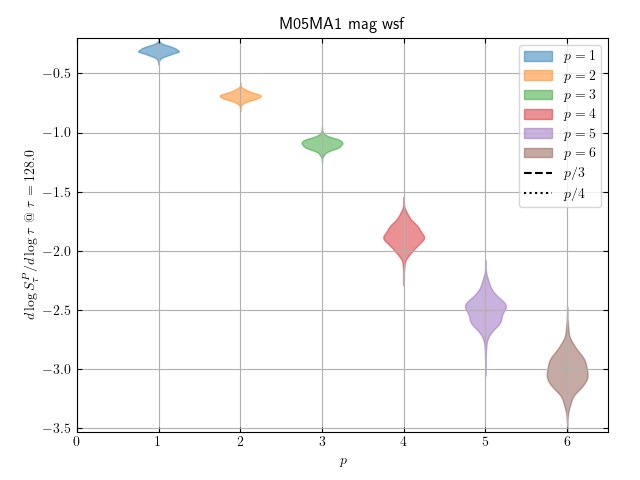 M05MA1 mag wsf
d log S_τ^P / d log τ @ τ = 128.0
−0.5
−1.0
−1.5
−2.0
−2.5
−3.0
−3.5
p = 1
p = 2
p = 3
p = 4
p = 5
p = 6
p/3
p/4
0 1 2 3 4 5 6
p